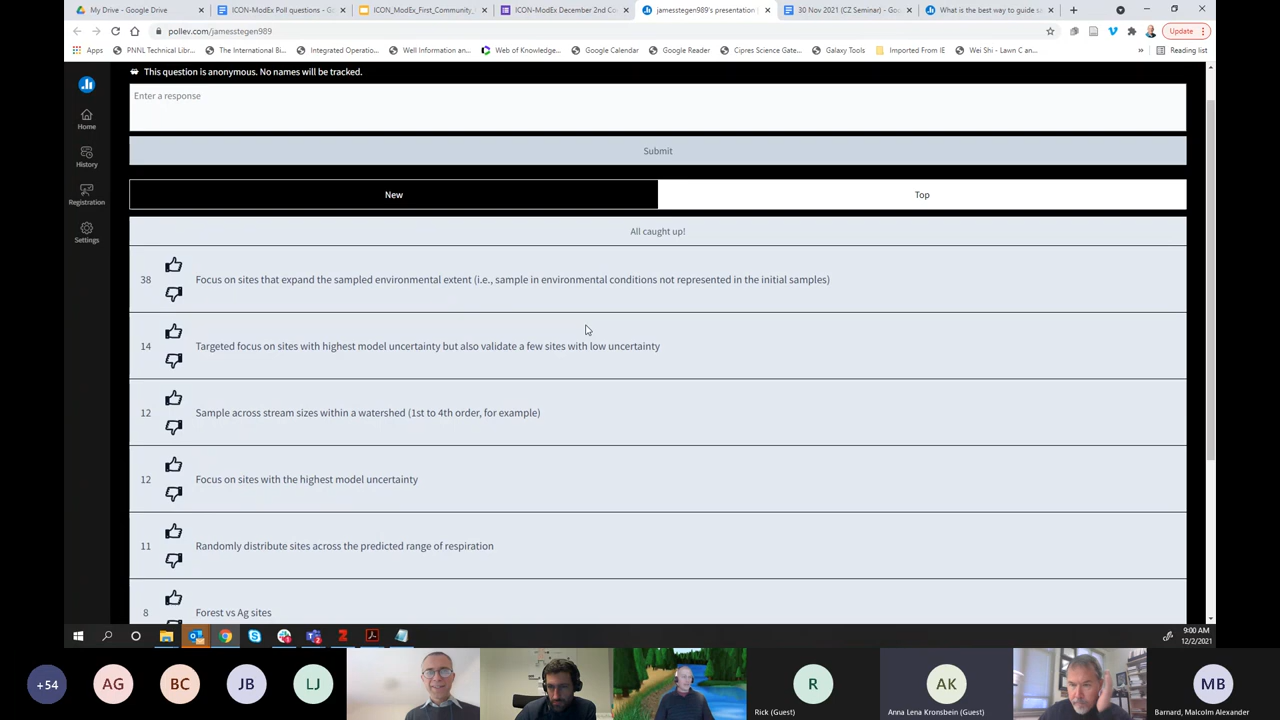 My Drive - Google Drive
ICON-ModEx Poll questions - Go
ICON_ModEx_First_Community_
ICON-ModEx December 2nd Co
jamesstegen989's presentation |
30 Nov 2021 (CZ Seminar) - Goo
What is the best way to guide sa
pollev.com/jamesstegen989
Update
Apps
PNNL Technical Libr...
The International Bi...
Integrated Operatio...
Well Information an...
Web of Knowledge...
Google Calendar
Google Reader
Cipres Science Gate...
Galaxy Tools
Imported From IE
Wei Shi - Lawn C and...
»
Reading list
This question is anonymous. No names will be tracked.
Enter a response
Submit
Home
History
Registration
Settings
New
Top
All caught up!
38 Focus on sites that expand the sampled environmental extent (i.e., sample in environmental conditions not represented in the initial samples)
14 Targeted focus on sites with highest model uncertainty but also validate a few sites with low uncertainty
12 Sample across stream sizes within a watershed (1st to 4th order, for example)
12 Focus on sites with the highest model uncertainty
11 Randomly distribute sites across the predicted range of respiration
8 Forest vs Ag sites
9:00 AM
12/2/2021
+54
AG
BC
JB
LJ
R
Rick (Guest)
AK
Anna Lena Kronsbein (Guest)
MB
Barnard, Malcolm Alexander